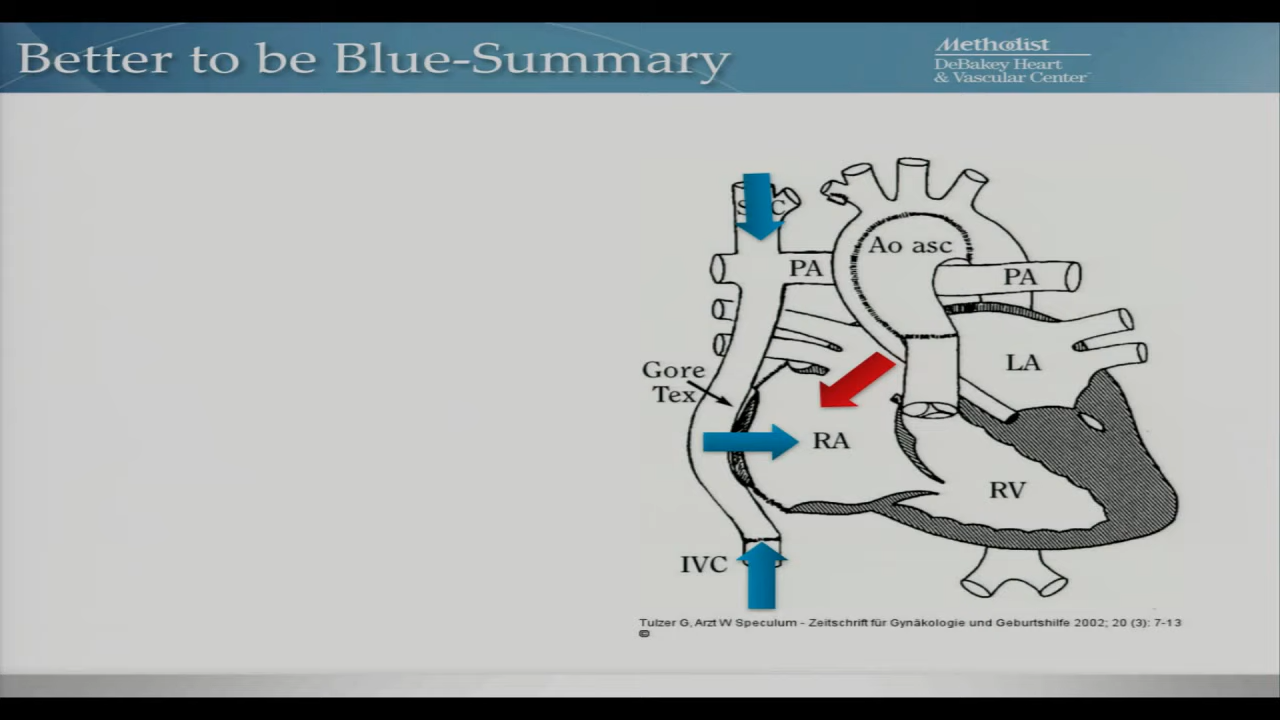 Better to be Blue-Summary
Methodist
DeBakey Heart
& Vascular Center
Ao asc
PA
PA
Gore
Tex
LA
RA
RV
IVC
Tulzer G, Arzt W Speculum - Zeitschrift für Gynäkologie und Geburtshilfe 2002; 20 (3): 7-13
©